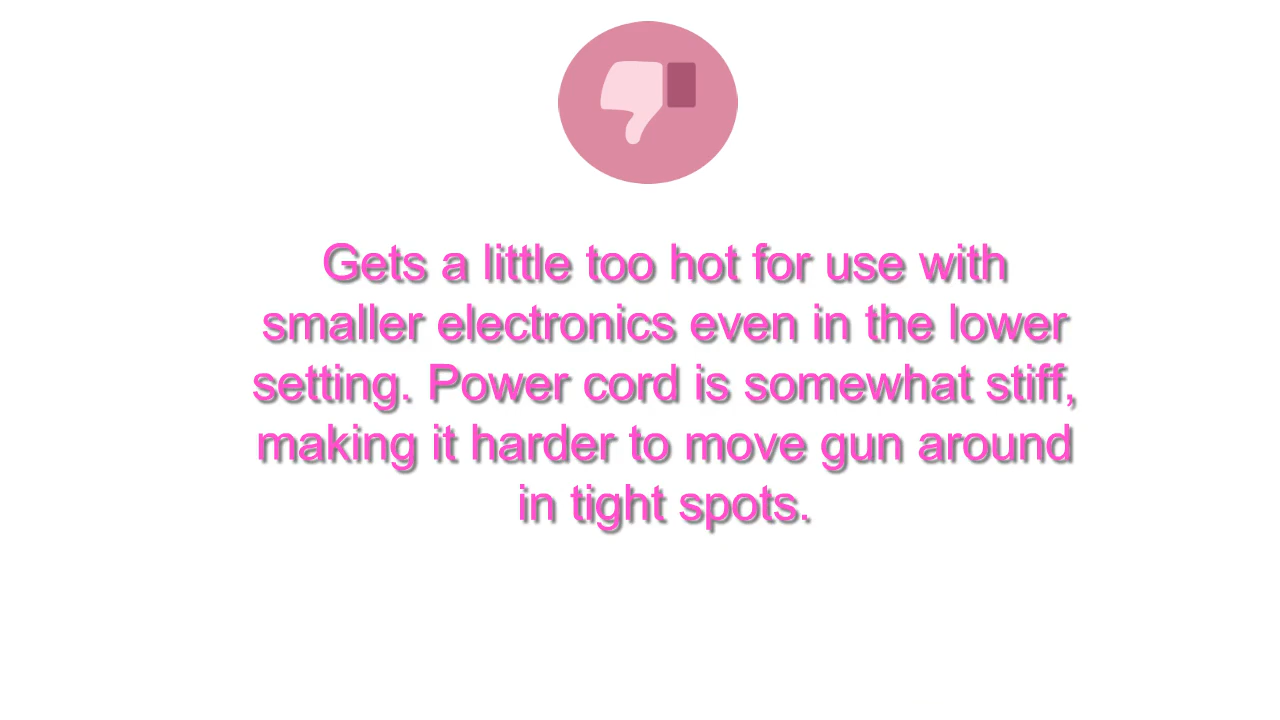 Gets a little too hot for use with
smaller electronics even in the lower
setting. Power cord is somewhat stiff,
making it harder to move gun around
in tight spots.